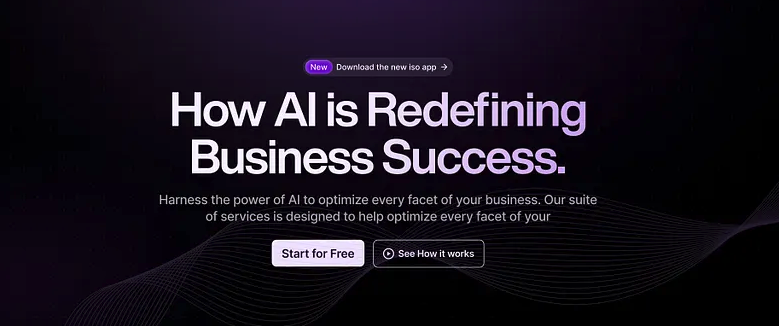 New Download the new iso app →
How AI is Redefining
Business Success.
Harness the power of AI to optimize every facet of your business. Our suite
of services is designed to help optimize every facet of your
Start for Free See How it works